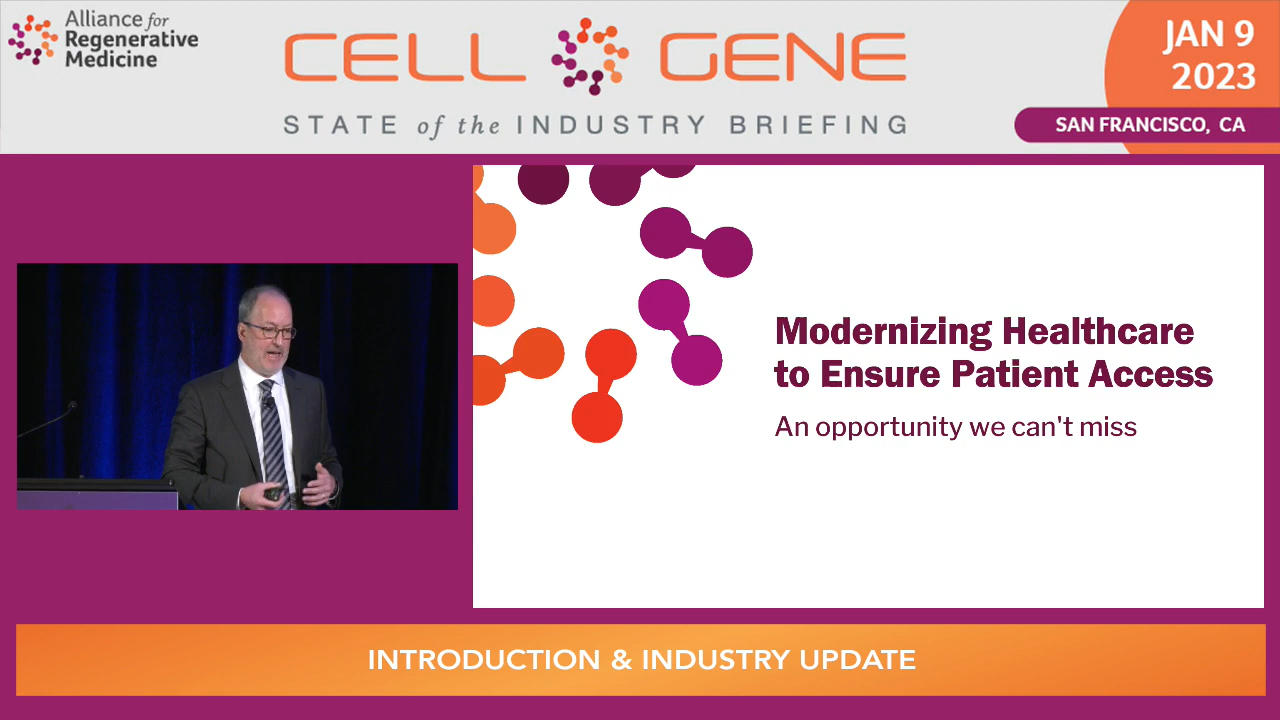 Alliance for
Regenerative
Medicine
CELL GENE
STATE of the INDUSTRY BRIEFING
JAN 9
2023
SAN FRANCISCO, CA
Modernizing Healthcare
to Ensure Patient Access
An opportunity we can't miss
INTRODUCTION & INDUSTRY UPDATE